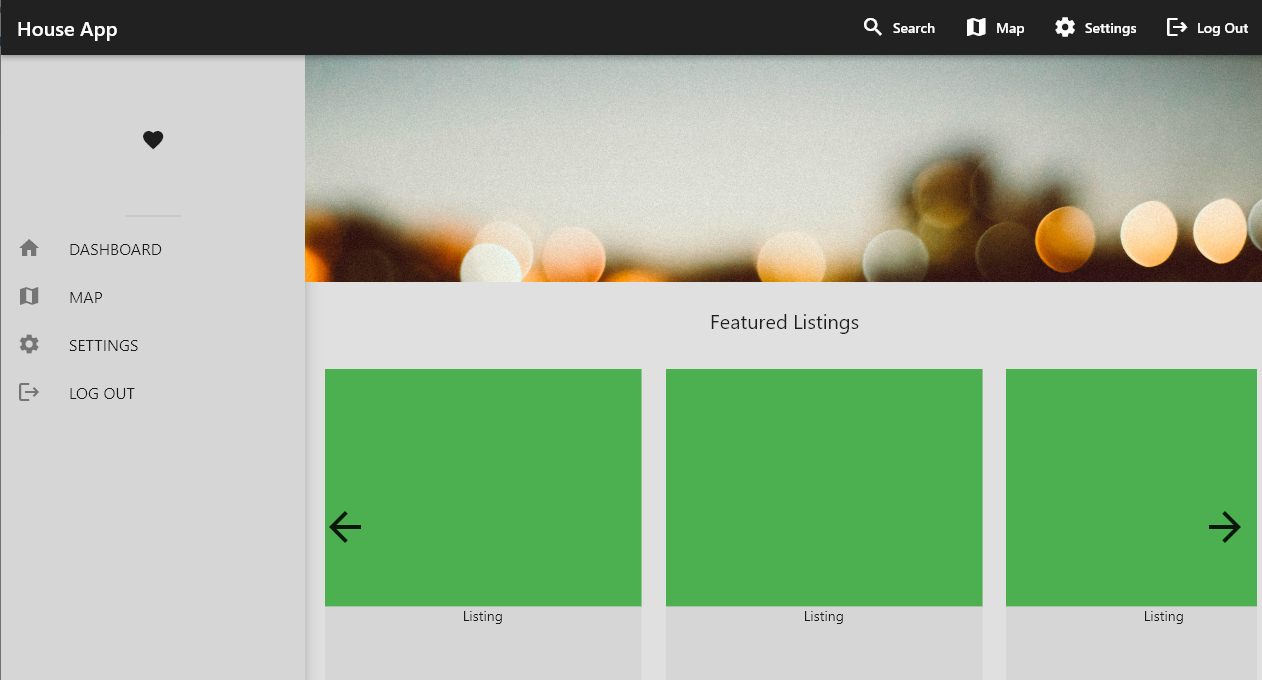 House App
Search
Map
Settings
Log Out
DASHBOARD
MAP
SETTINGS
LOG OUT
Featured Listings
Listing
Listing
Listing